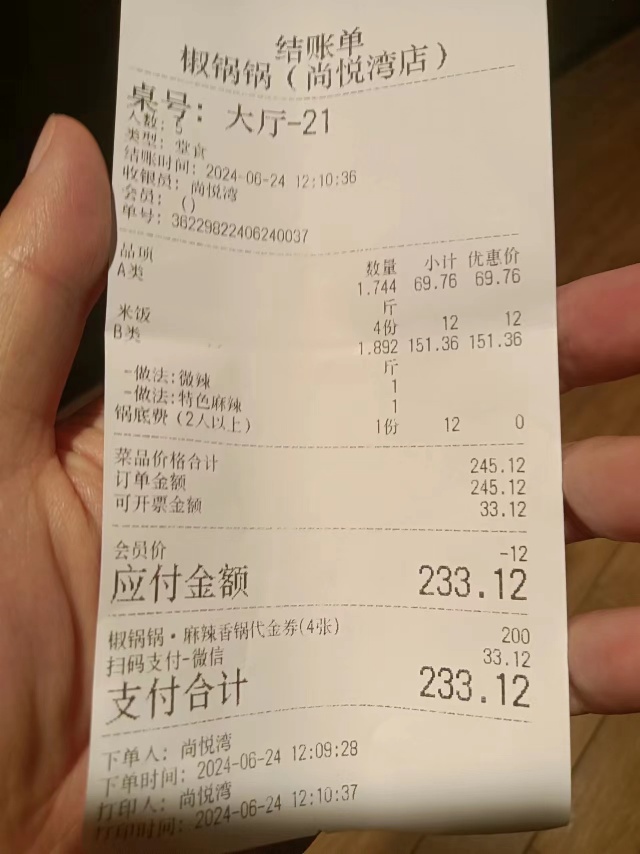 结账单
椒锅锅（尚悦湾店）
桌号：大厅-21
人数：5
类型：堂食
结账时间：2024-06-24 12:10:36
收银员：尚悦湾
会员：()
单号：36229822406240037
品项 数量 小计 优惠价
A类 1.744 69.76 69.76
斤
米饭 4份 12 12
B类 1.892 151.36 151.36
斤
-做法:微辣 1
-做法:特色麻辣 1
锅底费（2人以上） 1份 12 0
菜品价格合计 245.12
订单金额 245.12
可开票金额 33.12
会员价 -12
应付金额 233.12
椒锅锅·麻辣香锅代金券(4张) 200
扫码支付-微信 33.12
支付合计 233.12
下单人：尚悦湾
下单时间：2024-06-24 12:09:28
打印人：尚悦湾
打印时间：2024-06-24 12:10:37